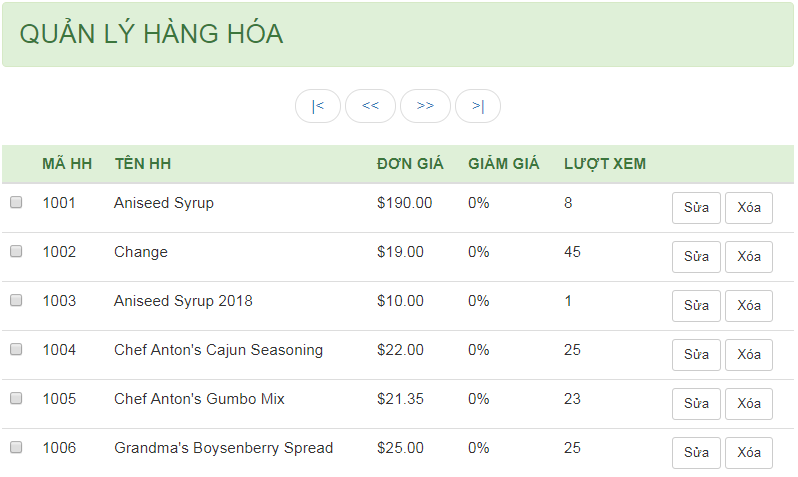 QUẢN LÝ HÀNG HÓA
|< << >> >|
MÃ HH TÊN HH ĐƠN GIÁ GIẢM GIÁ LƯỢT XEM
1001 Aniseed Syrup $190.00 0% 8 Sửa Xóa
1002 Change $19.00 0% 45 Sửa Xóa
1003 Aniseed Syrup 2018 $10.00 0% 1 Sửa Xóa
1004 Chef Anton's Cajun Seasoning $22.00 0% 25 Sửa Xóa
1005 Chef Anton's Gumbo Mix $21.35 0% 23 Sửa Xóa
1006 Grandma's Boysenberry Spread $25.00 0% 25 Sửa Xóa